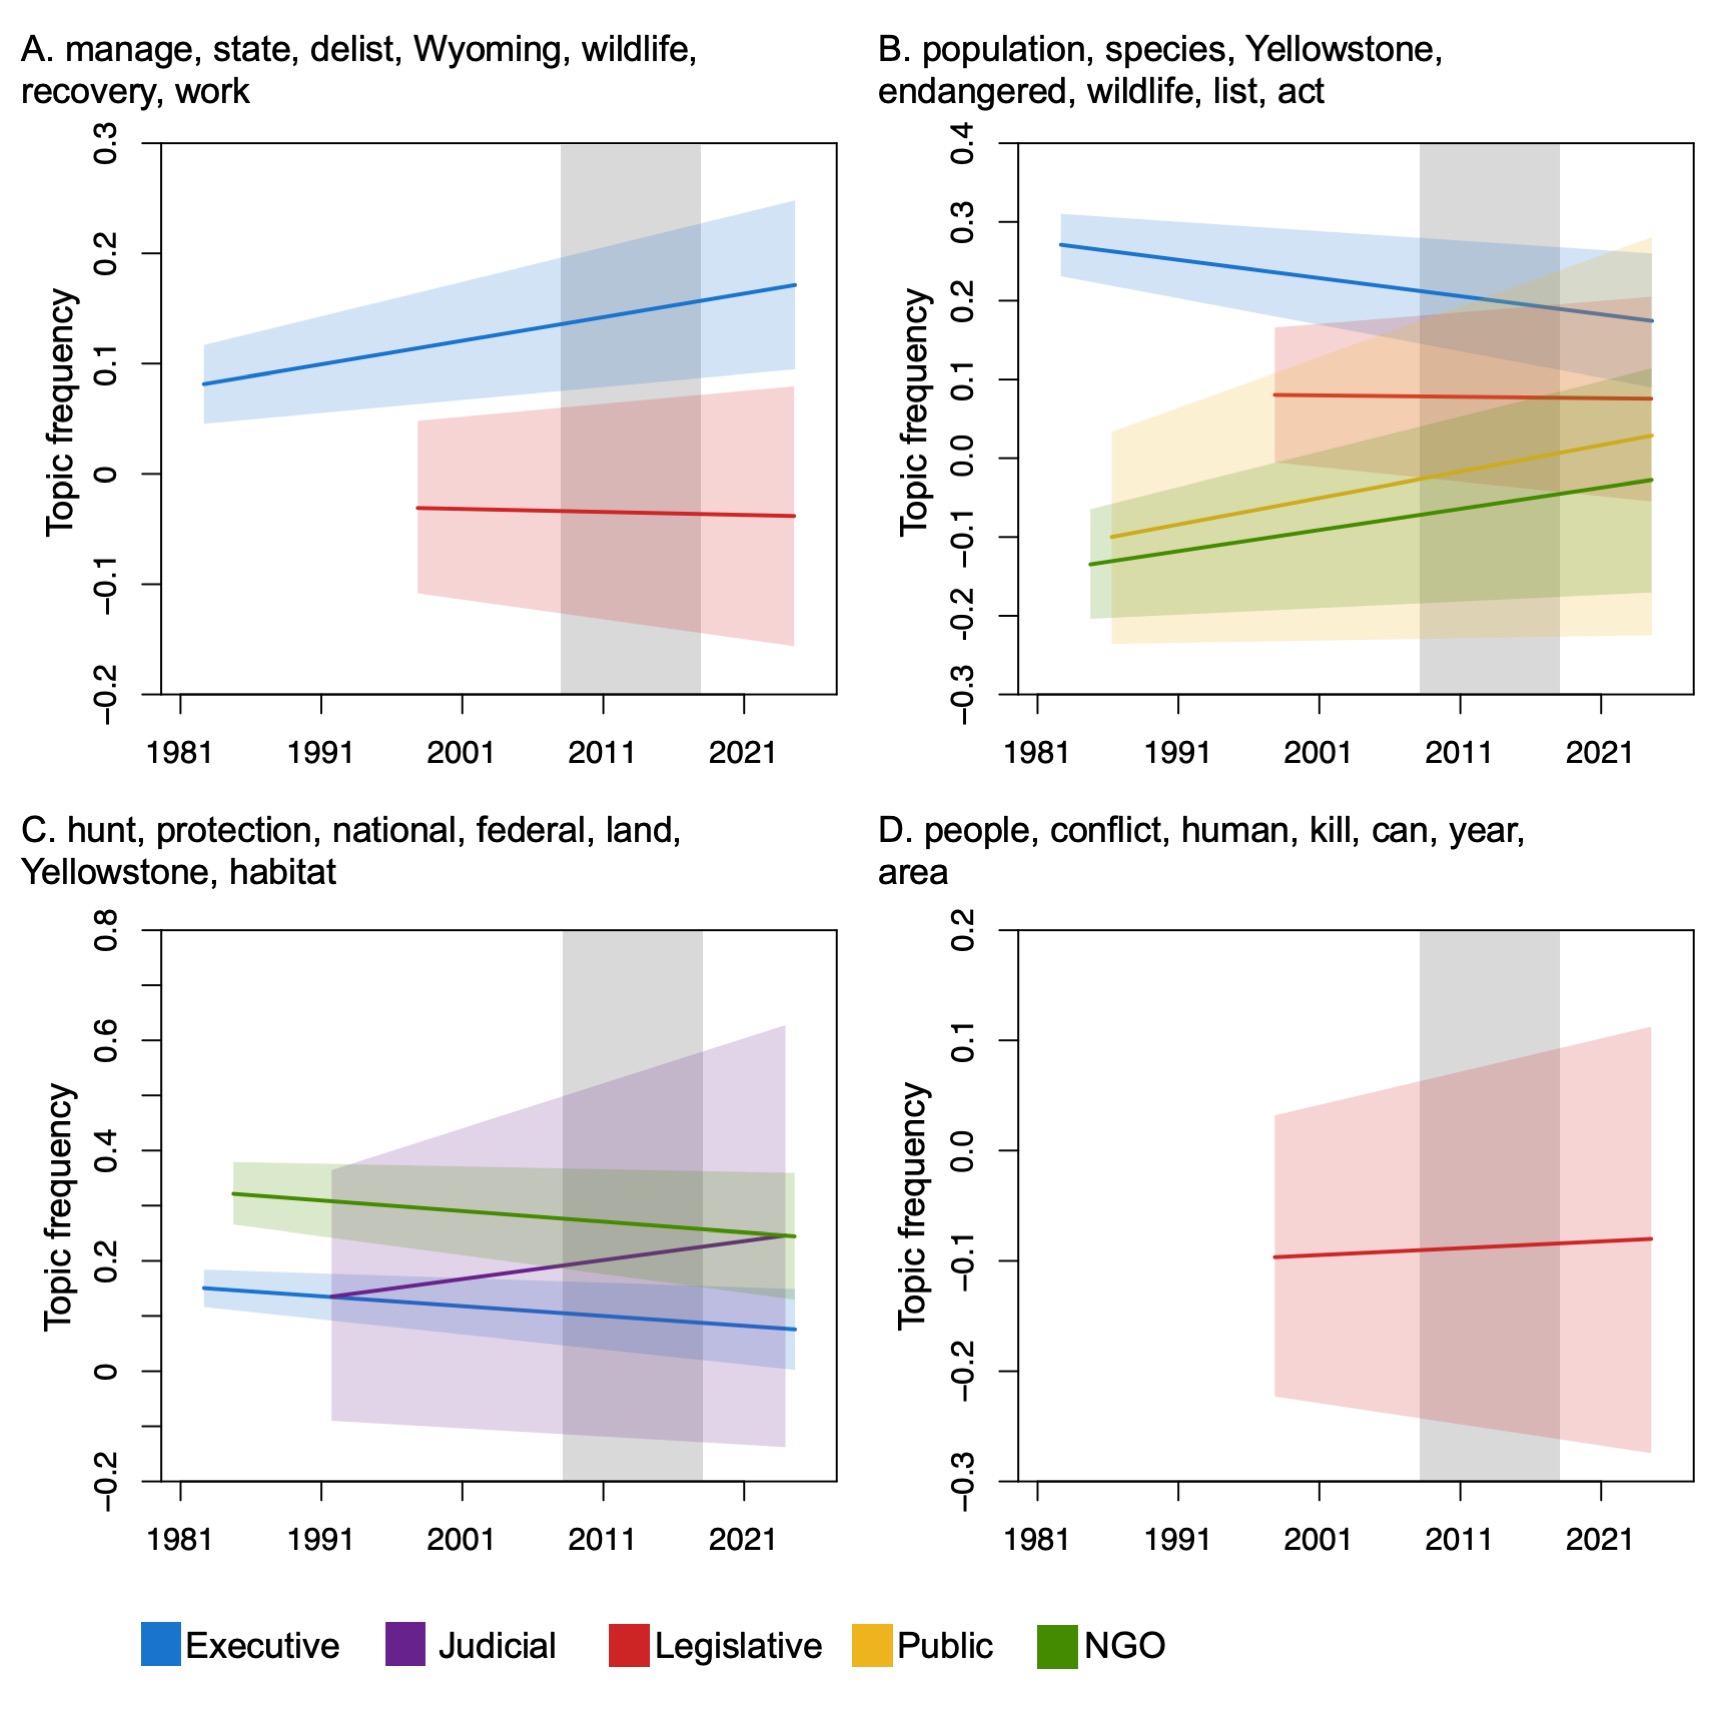 A. manage, state, delist, Wyoming, wildlife,
recovery, work
Topic frequency
0.3
0.2
0.1
0
−0.1
−0.2
1981 1991 2001 2011 2021
B. population, species, Yellowstone,
endangered, wildlife, list, act
Topic frequency
0.4
0.3
0.2
0.1
0.0
−0.1
−0.2
−0.3
1981 1991 2001 2011 2021
C. hunt, protection, national, federal, land,
Yellowstone, habitat
Topic frequency
0.8
0.6
0.4
0.2
0
−0.2
1981 1991 2001 2011 2021
D. people, conflict, human, kill, can, year,
area
Topic frequency
0.2
0.1
0.0
−0.1
−0.2
−0.3
1981 1991 2001 2011 2021
Executive Judicial Legislative Public NGO